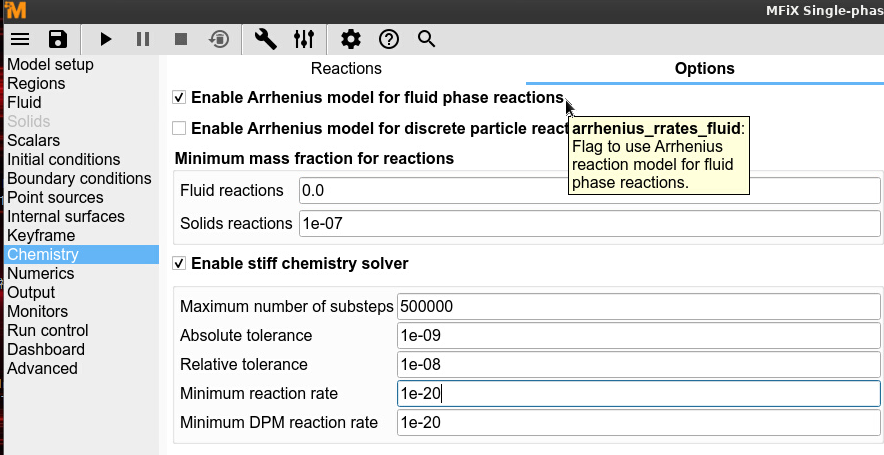 MFiX Single-phas
Model setup
Regions
Fluid
Solids
Scalars
Initial conditions
Boundary conditions
Point sources
Internal surfaces
Keyframe
Chemistry
Numerics
Output
Monitors
Run control
Dashboard
Advanced
Reactions Options
Enable Arrhenius model for fluid phase reactions
Enable Arrhenius model for discrete particle react
arrhenius_rrates_fluid:
Flag to use Arrhenius
reaction model for fluid
phase reactions.
Minimum mass fraction for reactions
Fluid reactions 0.0
Solids reactions 1e-07
Enable stiff chemistry solver
Maximum number of substeps 500000
Absolute tolerance 1e-09
Relative tolerance 1e-08
Minimum reaction rate 1e-20
Minimum DPM reaction rate 1e-20